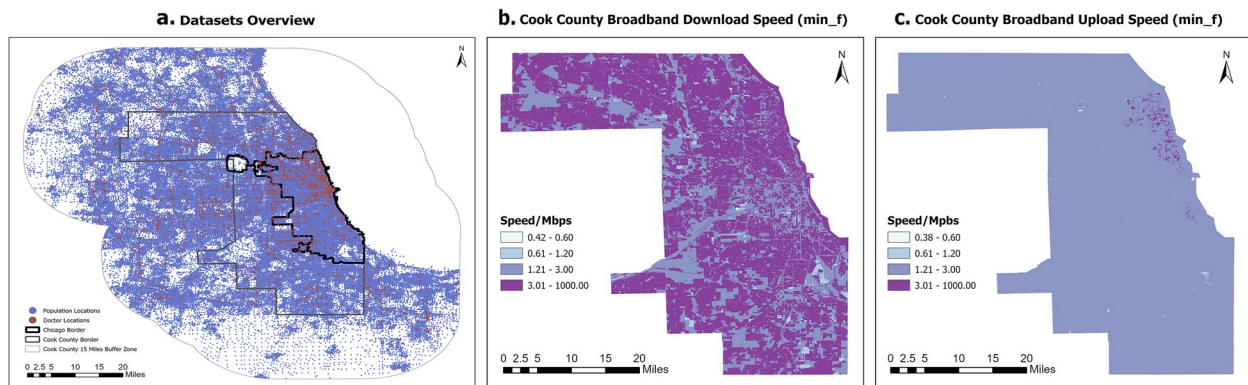 a. Datasets Overview
N
Population Locations
Doctor Locations
Chicago Border
Cook County Border
Cook County 15 Miles Buffer Zone
0 2.5 5 10 15 20
Miles
b. Cook County Broadband Download Speed (min_f)
N
Speed/Mbps
0.42 - 0.60
0.61 - 1.20
1.21 - 3.00
3.01 - 1000.00
0 2.5 5 10 15 20
Miles
c. Cook County Broadband Upload Speed (min_f)
N
Speed/Mpbs
0.38 - 0.60
0.61 - 1.20
1.21 - 3.00
3.01 - 1000.00
0 2.5 5 10 15 20
Miles